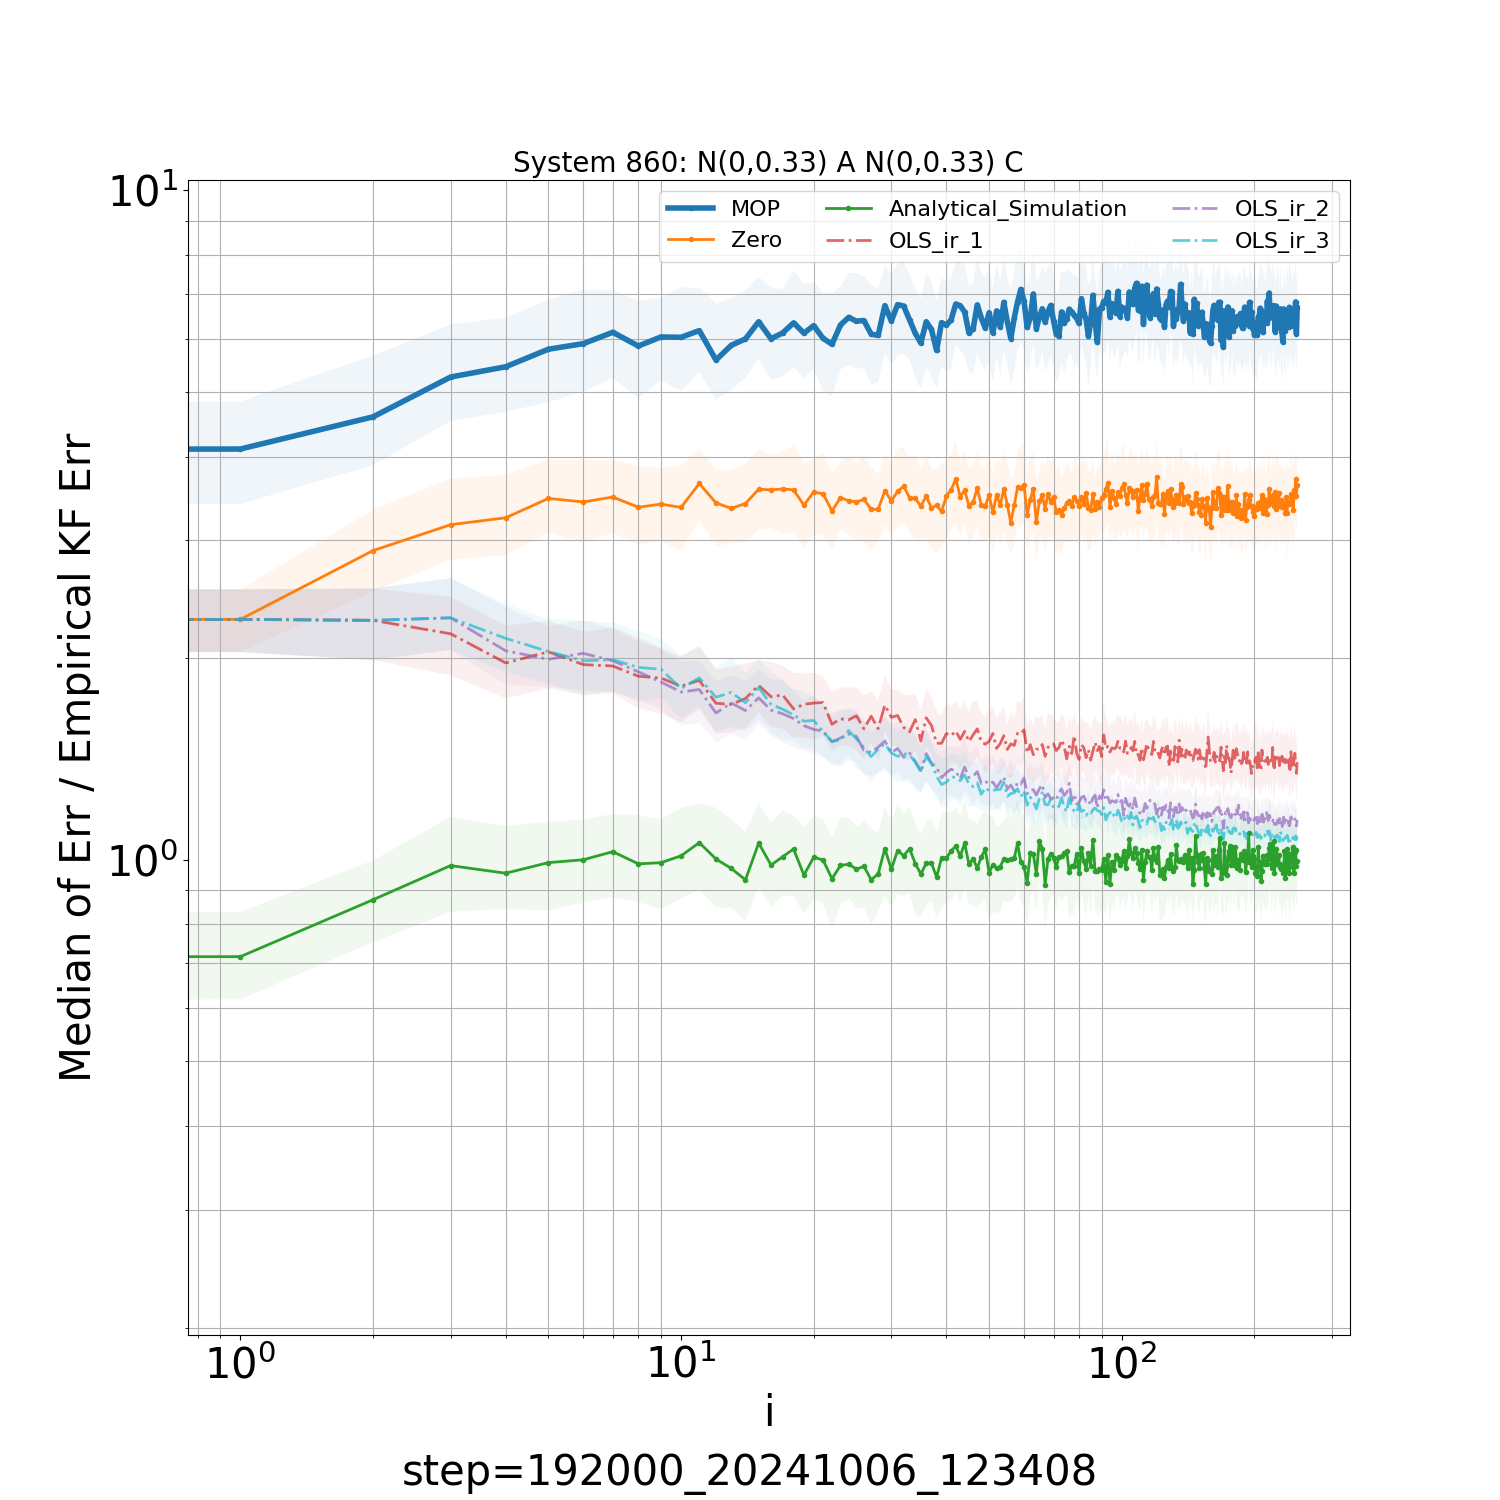 System 860: N(0,0.33) A N(0,0.33) C
10¹
MOP
Zero
Analytical_Simulation
OLS_ir_1
OLS_ir_2
OLS_ir_3
Median of Err / Empirical KF Err
10⁰
10⁰ 10¹ 10²
i
step=192000_20241006_123408